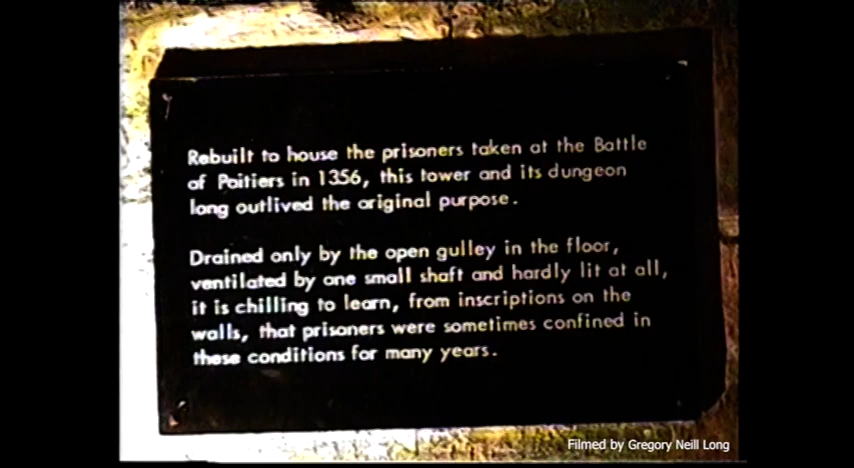 Rebuilt to house the prisoners taken at the Battle
of Poitiers in 1356, this tower and its dungeon
long outlived the original purpose.
Drained only by the open gulley in the floor,
ventilated by one small shaft and hardly lit at all,
it is chilling to learn, from inscriptions on the
walls, that prisoners were sometimes confined in
these conditions for many years.
Filmed by Gregory Neill Long